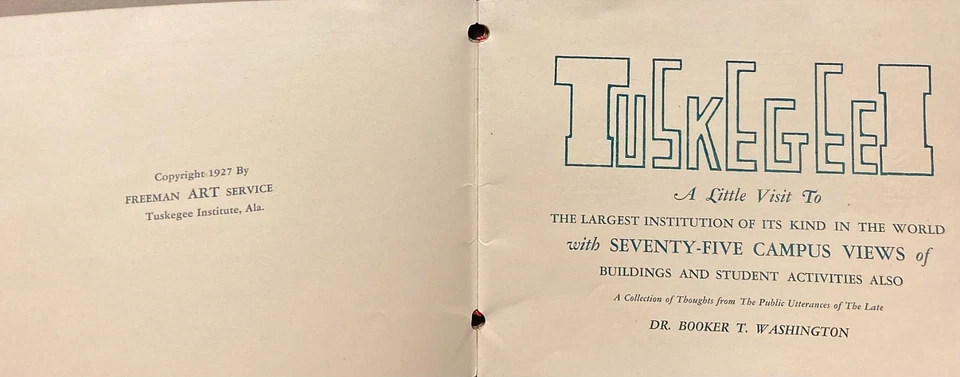 Copyright 1927 By
FREEMAN ART SERVICE
Tuskegee Institute, Ala.
TUSKEGEE I
A Little Visit To
THE LARGEST INSTITUTION OF ITS KIND IN THE WORLD
with SEVENTY-FIVE CAMPUS VIEWS of
BUILDINGS AND STUDENT ACTIVITIES ALSO
A Collection of Thoughts from The Public Utterances of The Late
DR. BOOKER T. WASHINGTON